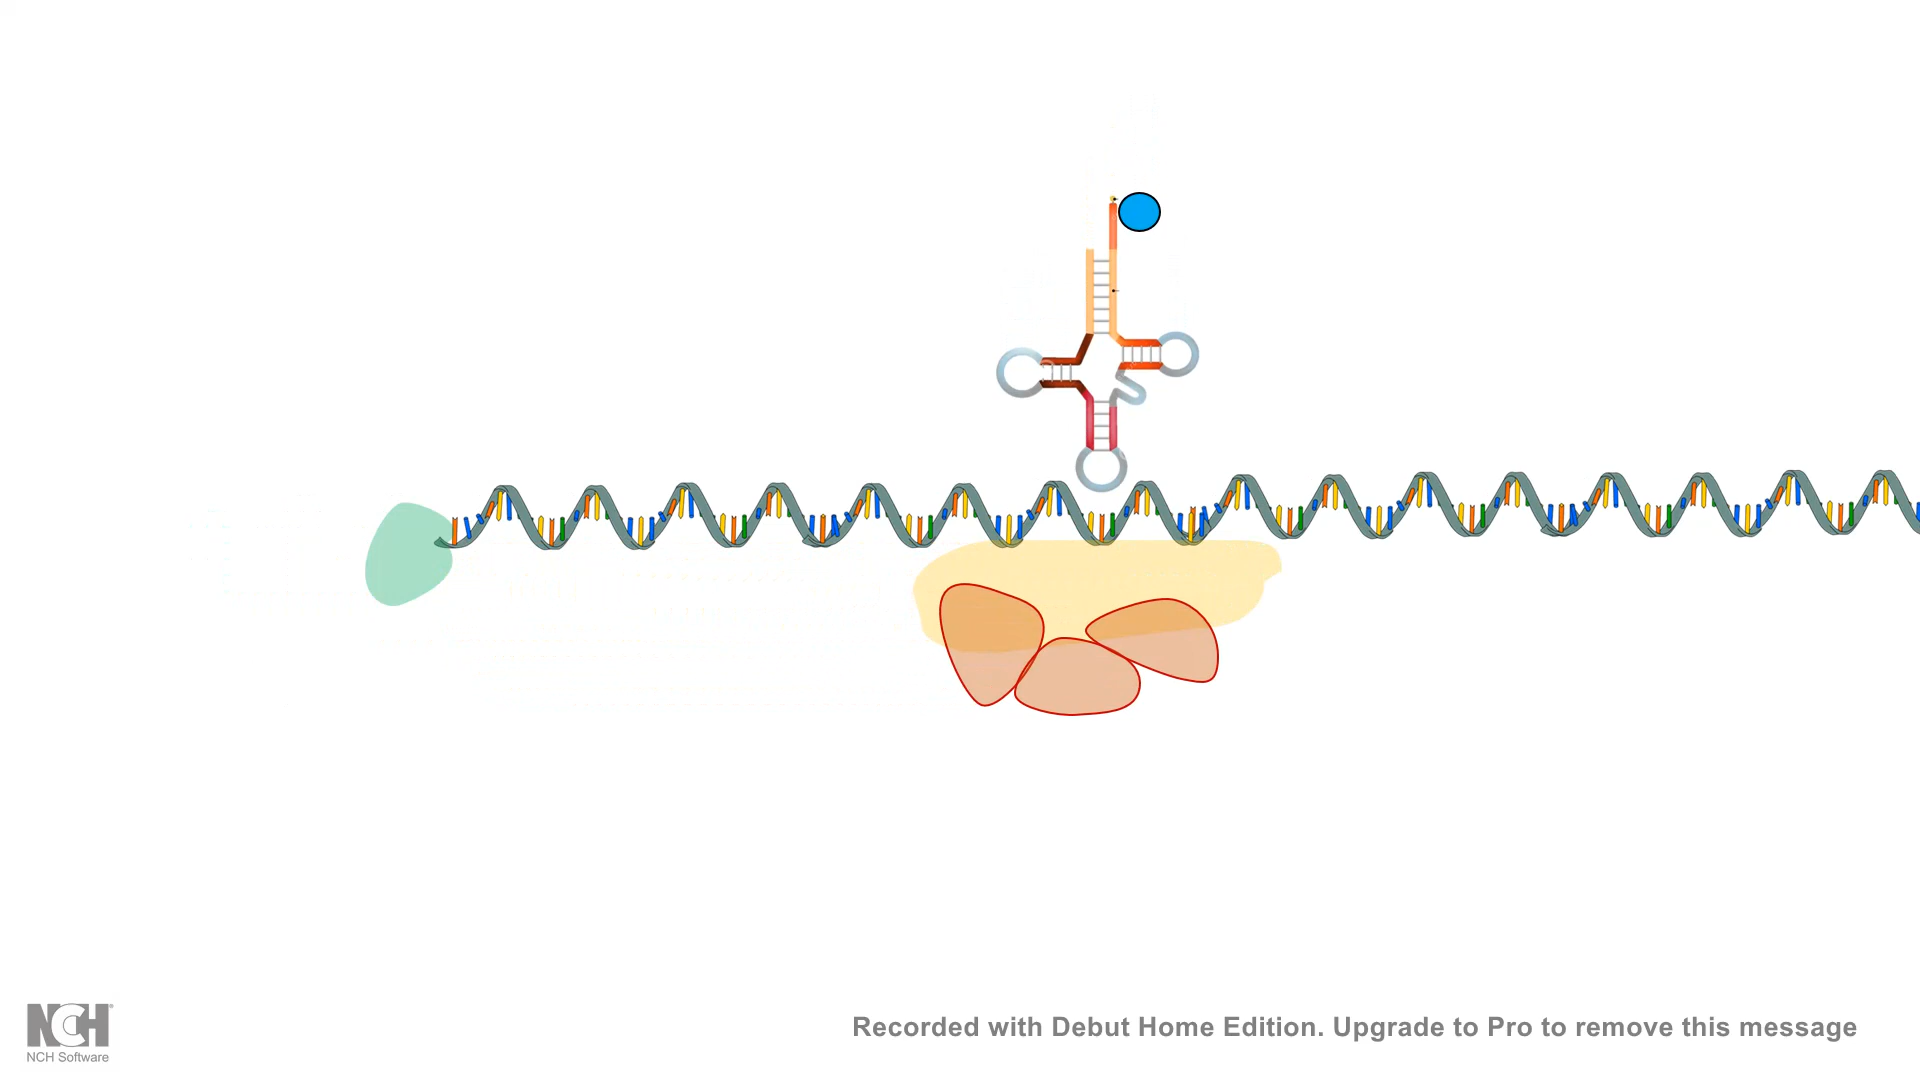 NCH®
NCH Software
Recorded with Debut Home Edition. Upgrade to Pro to remove this message